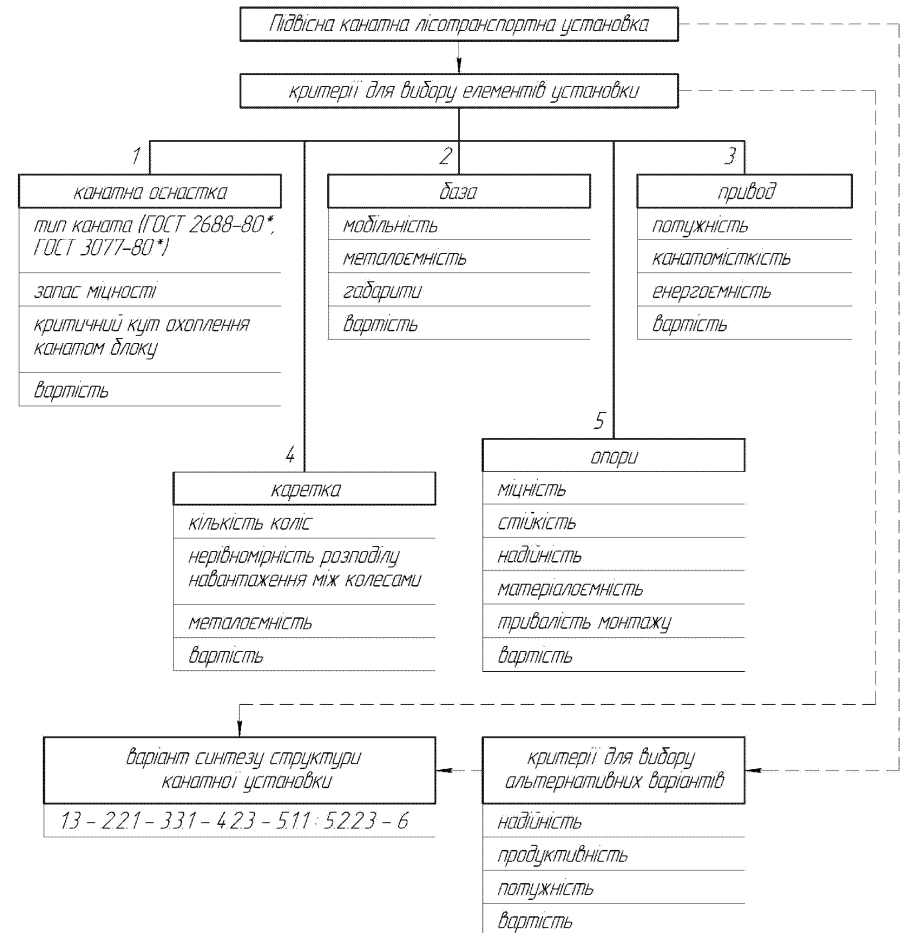 Підвісна канатна лісотранспортна установка
критерії для вибору елементів установки
1
канатна оснастка
тип каната (ГОСТ 2688-80*,
ГОСТ 3077-80*)
запас міцності
критичний кут охоплення
канатом блоку
вартість
2
база
мобільність
металоємність
габарити
вартість
3
привод
потужність
канатомісткість
енергоємність
вартість
4
каретка
кількість коліс
нерівномірність розподілу
навантаження між колесами
металоємність
вартість
5
опори
міцність
стійкість
надійність
матеріалоємність
тривалість монтажу
вартість
варіант синтезу структури
канатної установки
1.3 – 2.2.1 – 3.3.1 – 4.2.3 – 5.1.1 : 5.2.2.3 – 6
критерії для вибору
альтернативних варіантів
надійність
продуктивність
потужність
вартість